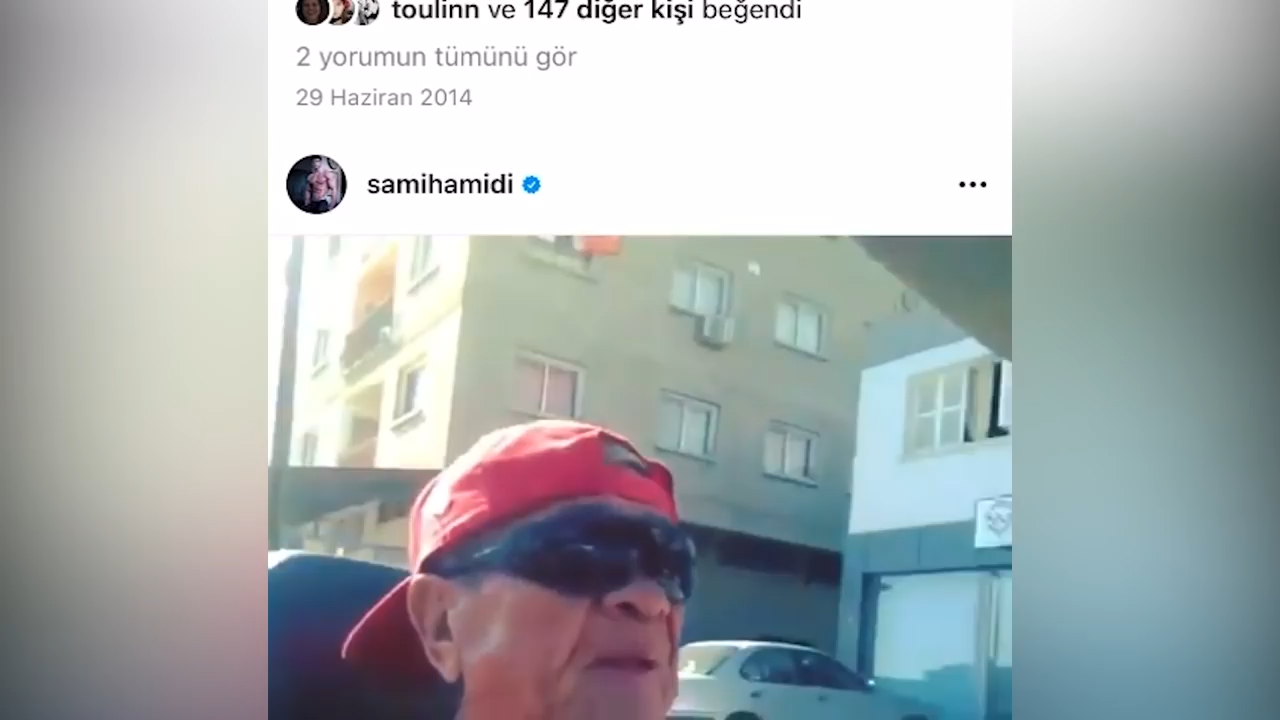 toulinn ve 147 diğer kişi beğendi
2 yorumun tümünü gör
29 Haziran 2014
samihamidi